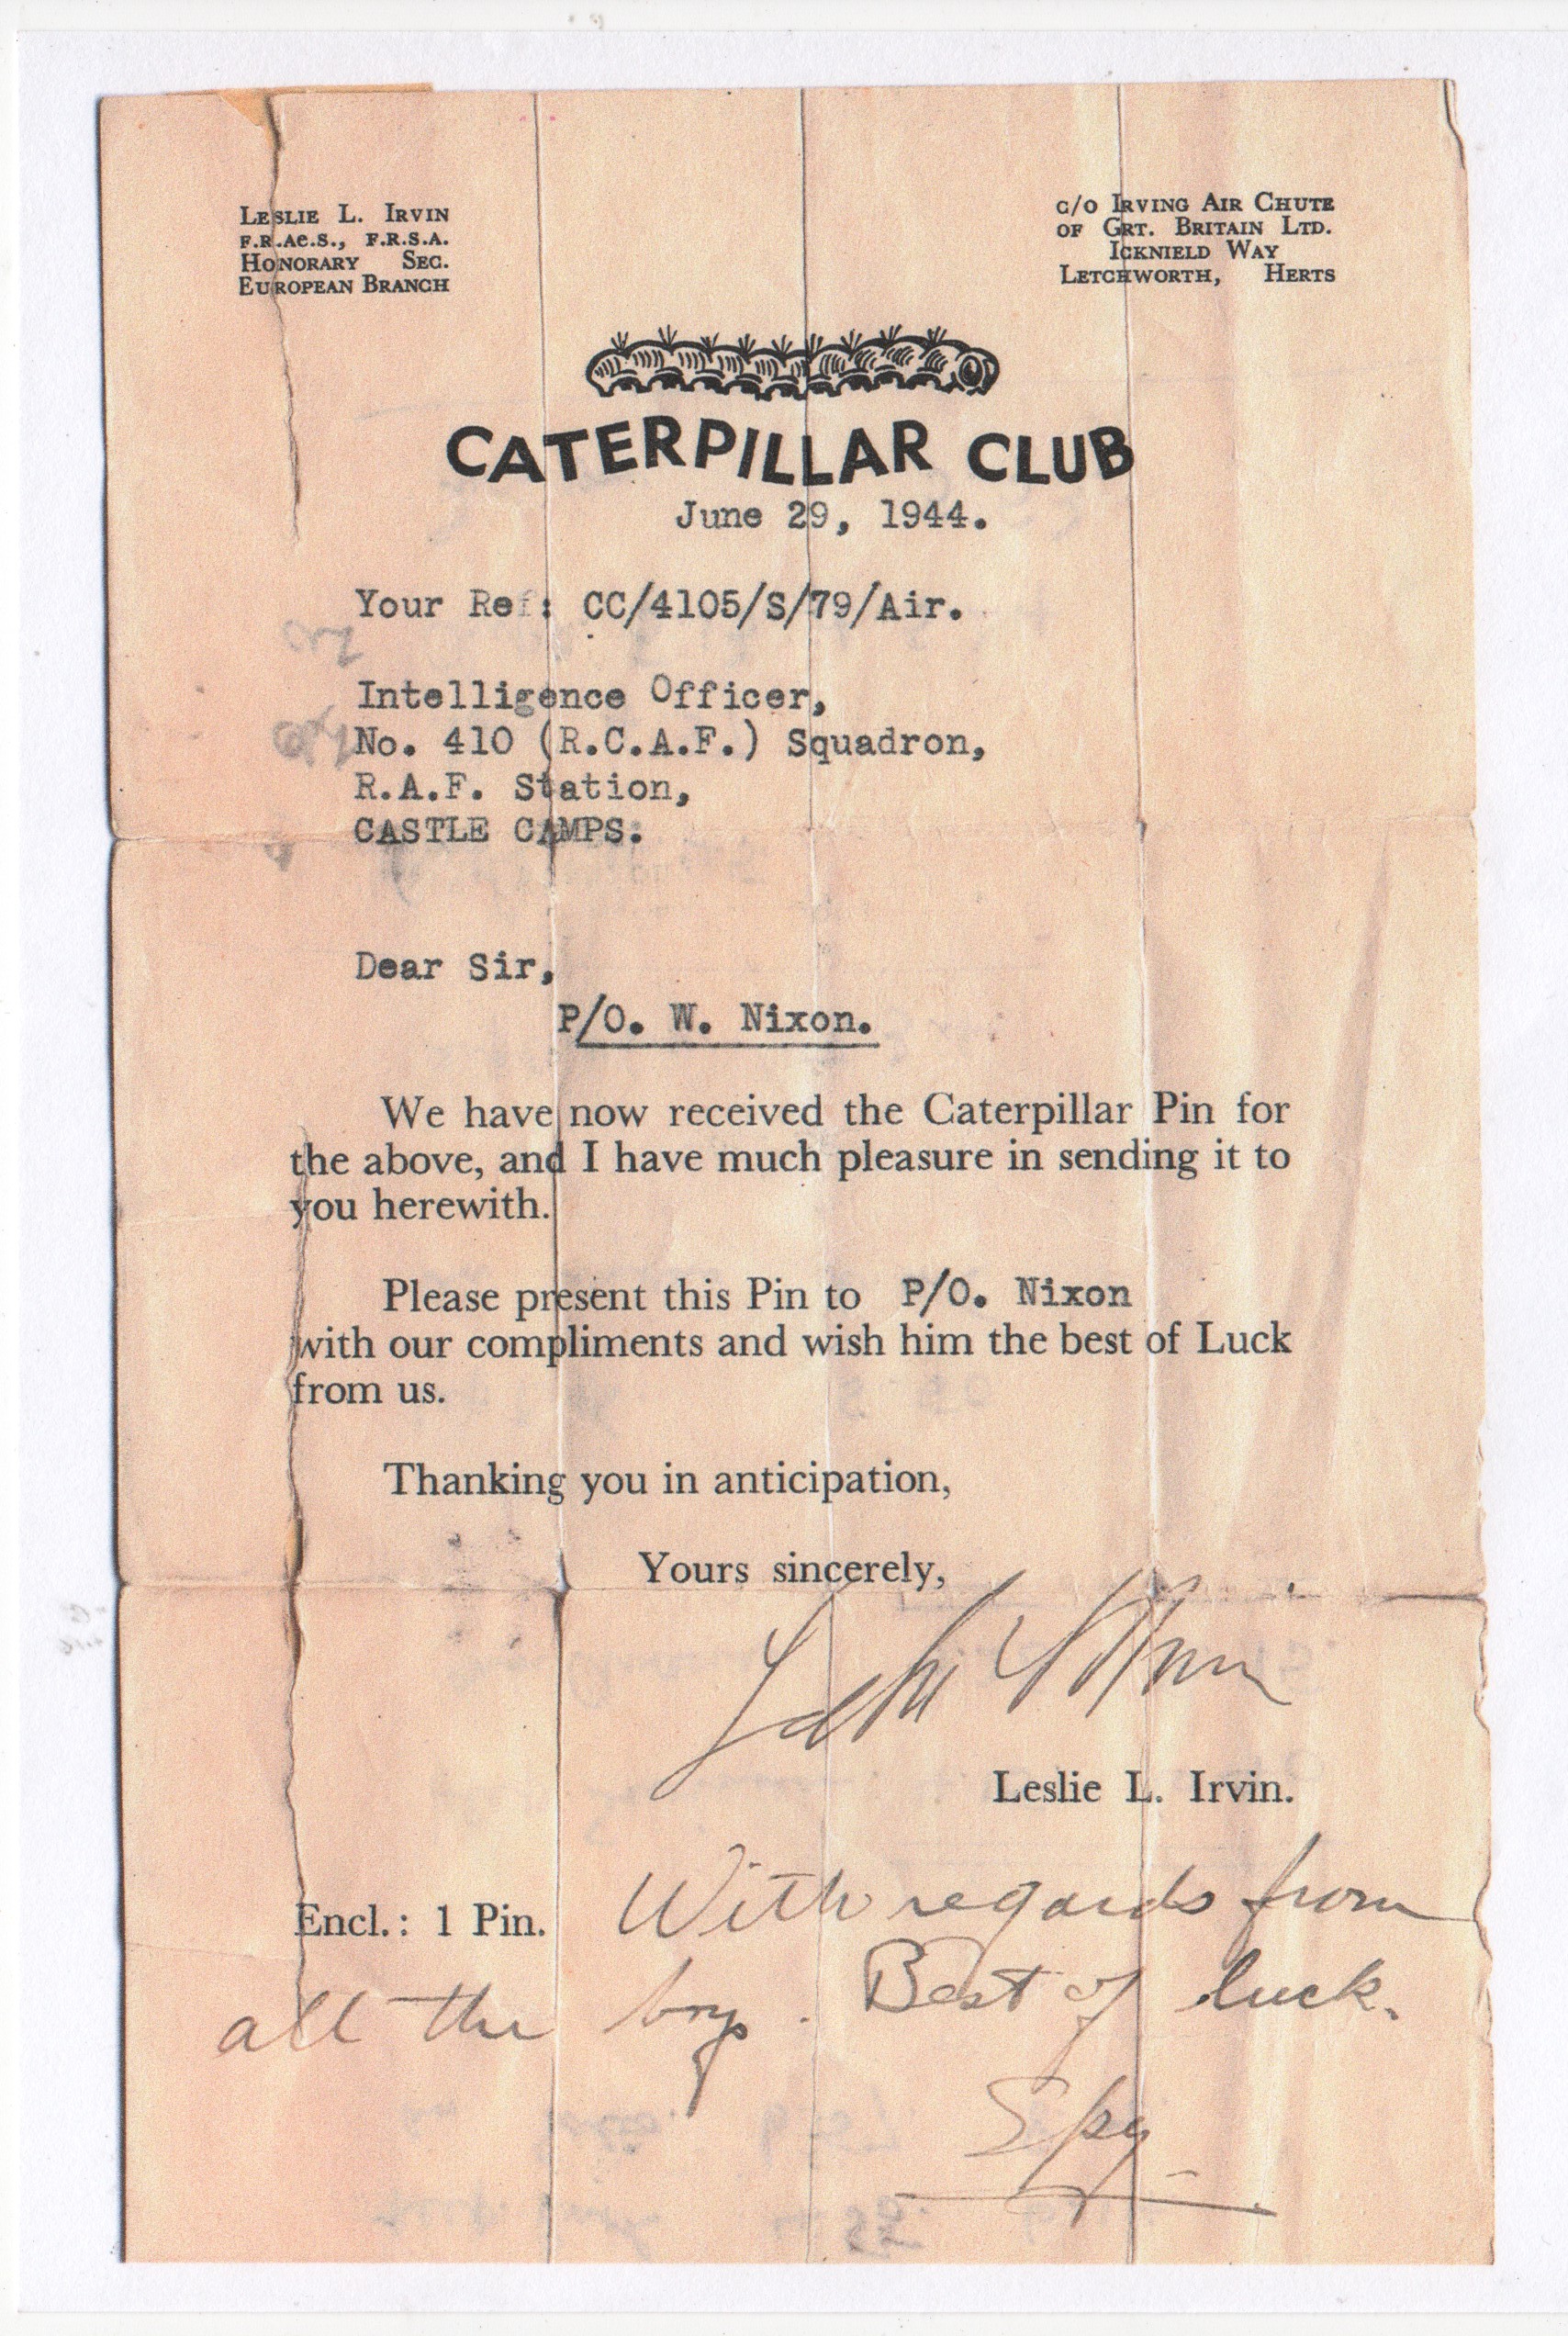 LESLIE L. IRVIN
F.R.AE.S., F.R.S.A.
HONORARY SEC.
EUROPEAN BRANCH
C/O IRVING AIR CHUTE
OF GRT. BRITAIN LTD.
ICKNIELD WAY
LETCHWORTH, HERTS
CATERPILLAR CLUB
June 29, 1944.
Your Ref: CC/4105/S/79/Air.
Intelligence Officer,
No. 410 (R.C.A.F.) Squadron,
R.A.F. Station,
CASTLE CAMPS.
Dear Sir,
P/O. W. Nixon.
We have now received the Caterpillar Pin for
the above, and I have much pleasure in sending it to
you herewith.
Please present this Pin to P/O. Nixon
with our compliments and wish him the best of Luck
from us.
Thanking you in anticipation,
Yours sincerely,
Leslie L Irvin
Leslie L. Irvin.
Encl.: 1 Pin. With regards from
all the boys. Best of luck.
Spy